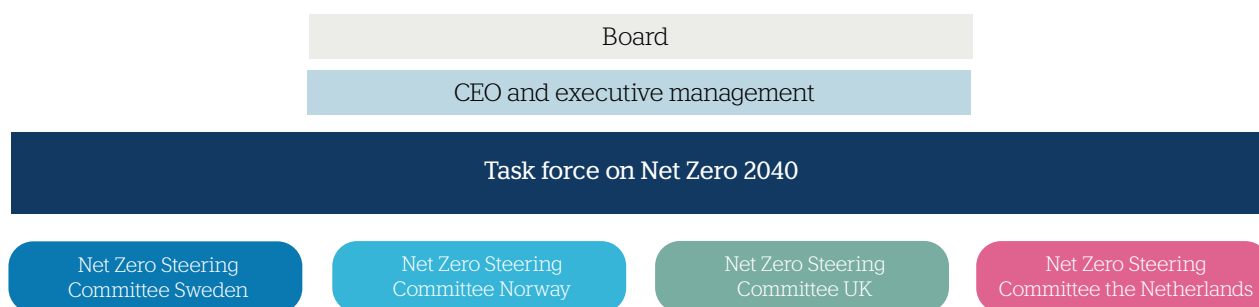 Board
CEO and executive management
Task force on Net Zero 2040
Net Zero Steering
Committee Sweden
Net Zero Steering
Committee Norway
Net Zero Steering
Committee UK
Net Zero Steering
Committee the Netherlands